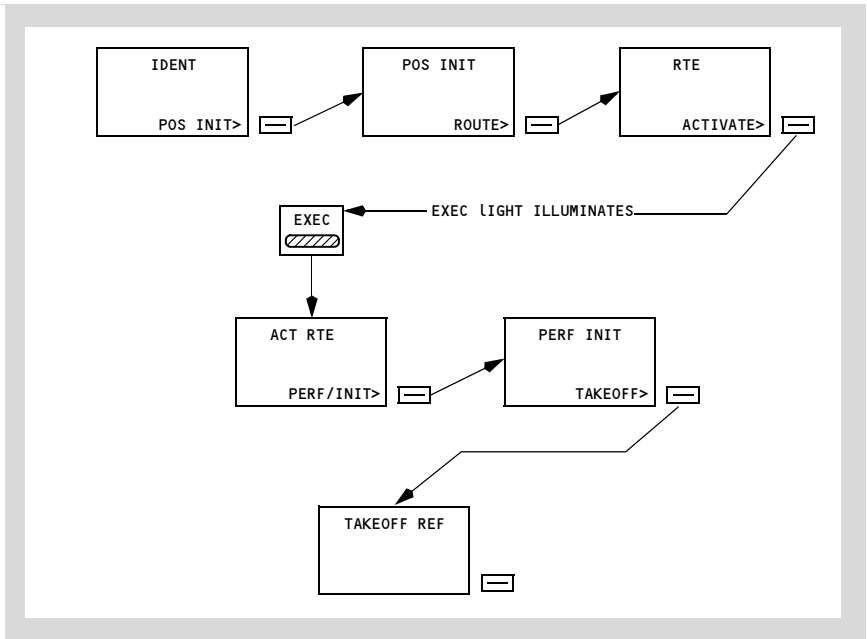 IDENT
POS INIT>
POS INIT
ROUTE>
RTE
ACTIVATE>
EXEC lIGHT ILLUMINATES
EXEC
ACT RTE
PERF/INIT>
PERF INIT
TAKEOFF>
TAKEOFF REF